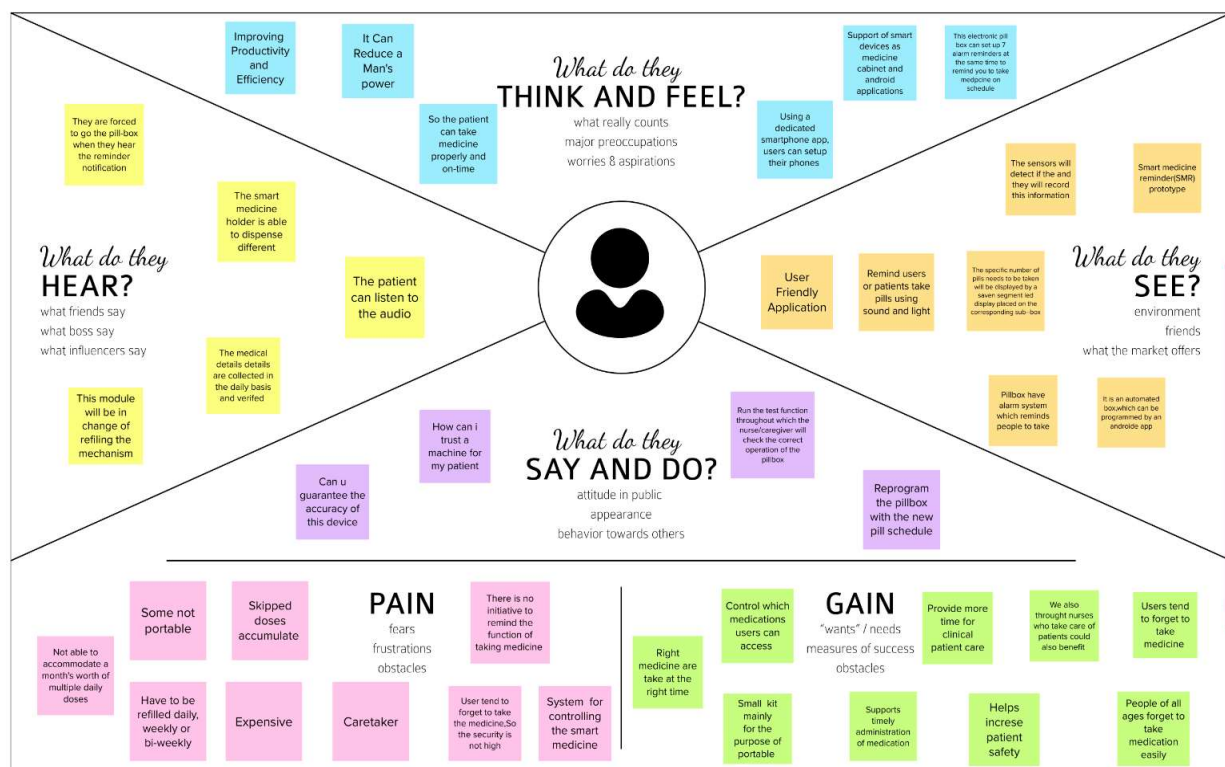 What do they
THINK AND FEEL?
what really counts
major preoccupations
worries & aspirations
Improving
Productivity
and
Efficiency
It Can
Reduce a
Man's
power
So the patient
can take
medicine
properly and
on-time
Support of smart
devices as
medicine
cabinet and
android
applications
This electronic pill
box can set up 7
alarm reminders at
the same time to
remind you to take
medpcine on
schedule
Using a
dedicated
smartphone app,
users can setup
their phones
What do they
HEAR?
what friends say
what boss say
what influencers say
They are forced
to go the pill-box
when they hear
the reminder
notification
The smart
medicine
holder is able
to dispense
different
The patient
can listen to
the audio
The medical
details details
are collected in
the daily basis
and verifed
This module
will be in
change of
refiling the
mechanism
What do they
SEE?
environment
friends
what the market offers
The sensors will
detect if the and
they will record
this information
Smart medicine
reminder(SMR)
prototype
User
Friendly
Application
Remind users
or patients take
pills using
sound and light
The specific number of
pills needs to be taken
will be displayed by a
saven segment led
display placed on the
corresponding sub-box
Pillbox have
alarm system
which reminds
people to take
It is an automated
box,which can be
programmed by an
androide app
What do they
SAY AND DO?
attitude in public
appearance
behavior towards others
How can i
trust a
machine for
my patient
Can u
guarantee the
accuracy of
this device
Run the test function
throughout which the
nurse/caregiver will
check the correct
operation of the
pillbox
Reprogram
the pillbox
with the new
pill schedule
PAIN
fears
frustrations
obstacles
Some not
portable
Skipped
doses
accumulate
There is no
initiative to
remind the
function of
taking medicine
Not able to
accommodate a
month's worth of
multiple daily
doses
Have to be
refilled daily,
weekly or
bi-weekly
Expensive
Caretaker
User tend to
forget to take
the medicine,So
the security is
not high
System for
controlling
the smart
medicine
GAIN
"wants" / needs
measures of success
obstacles
Control which
medications
users can
access
Provide more
time for
clinical
patient care
We also
throught nurses
who take care of
patients could
also benefit
Users tend
to forget to
take
medicine
Right
medicine are
take at the
right time
Small kit
mainly
for the
purpose of
portable
Supports
timely
administration
of medication
Helps
increse
patient
safety
People of all
ages forget to
take
medication
easily